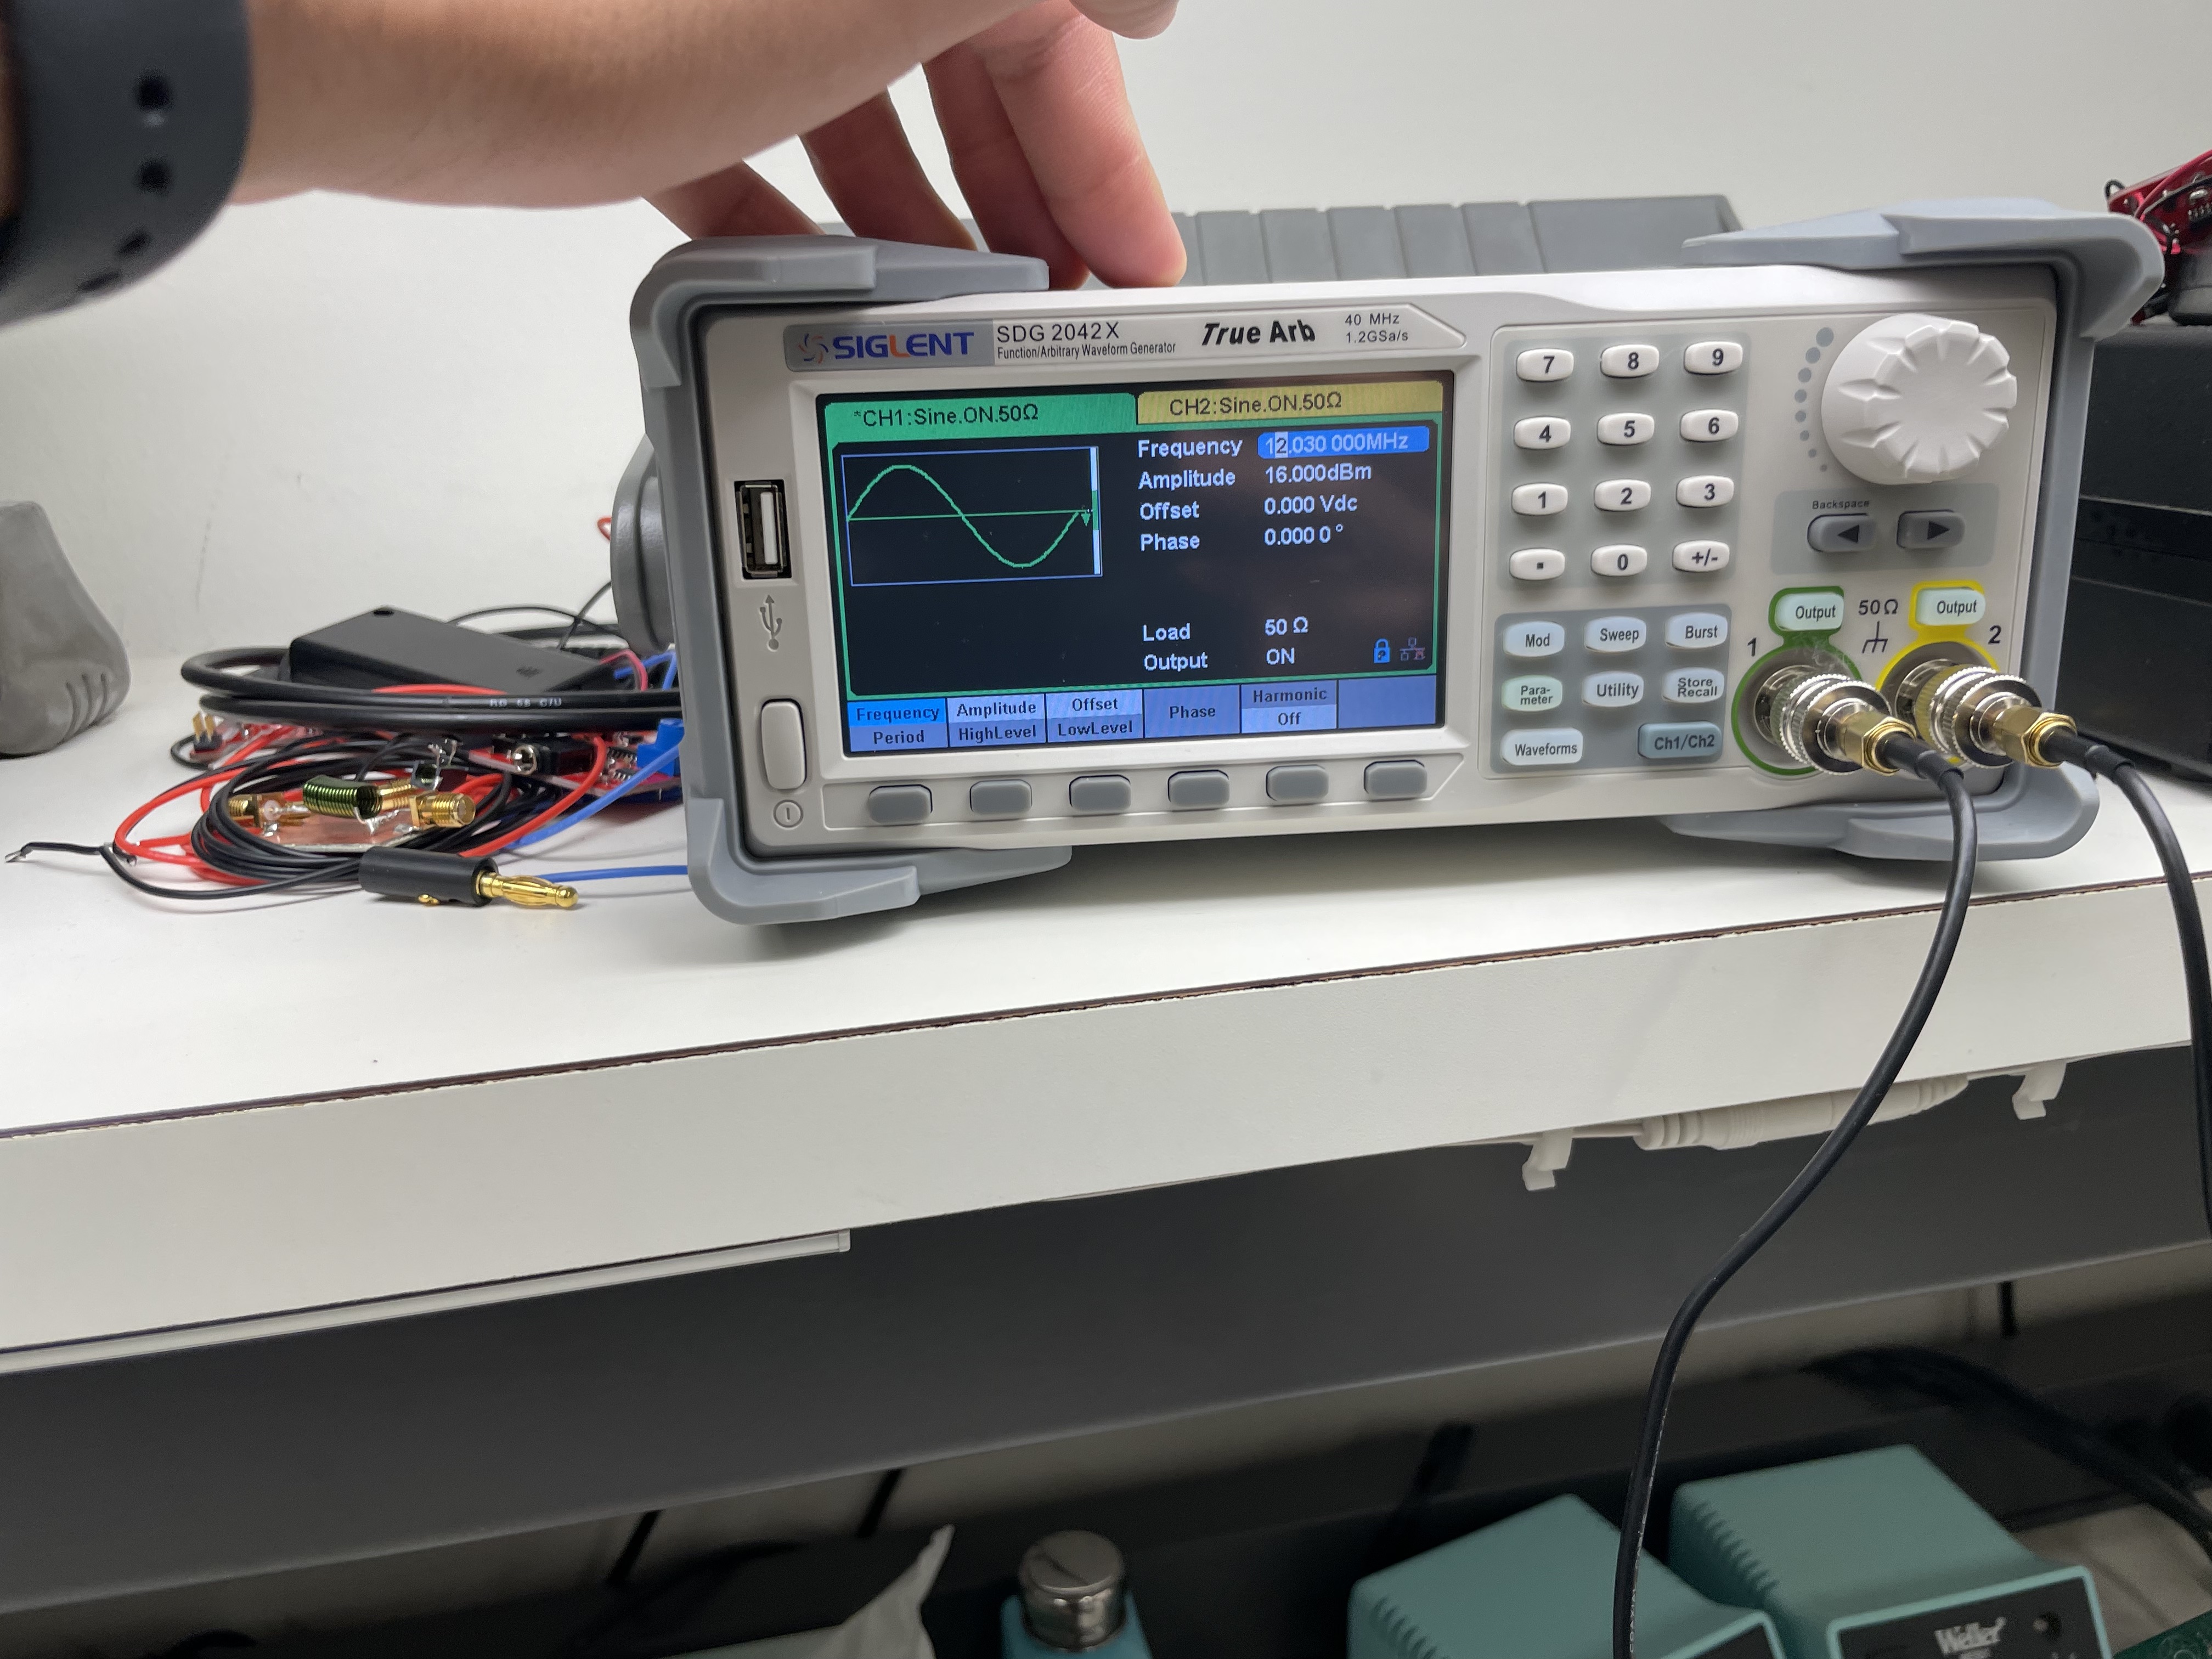 SIGLENT
SDG 2042X
Function/Arbitrary Waveform Generator
True Arb
40 MHz
1.2GSa/s
*CH1:Sine.ON.50Ω
CH2:Sine.ON.50Ω
Frequency 12.030 000MHz
Amplitude 16.000dBm
Offset 0.000 Vdc
Phase 0.000 0 °
Load 50 Ω
Output ON
Frequency
Period
Amplitude
HighLevel
Offset
LowLevel
Phase
Harmonic
Off
7 8 9
4 5 6
1 2 3
. 0 +/-
Mod Sweep Burst
Para-
meter
Utility
Store
Recall
Waveforms Ch1/Ch2
Backspace
Output 50Ω Output
1 2
RG 58 C/U
Weller